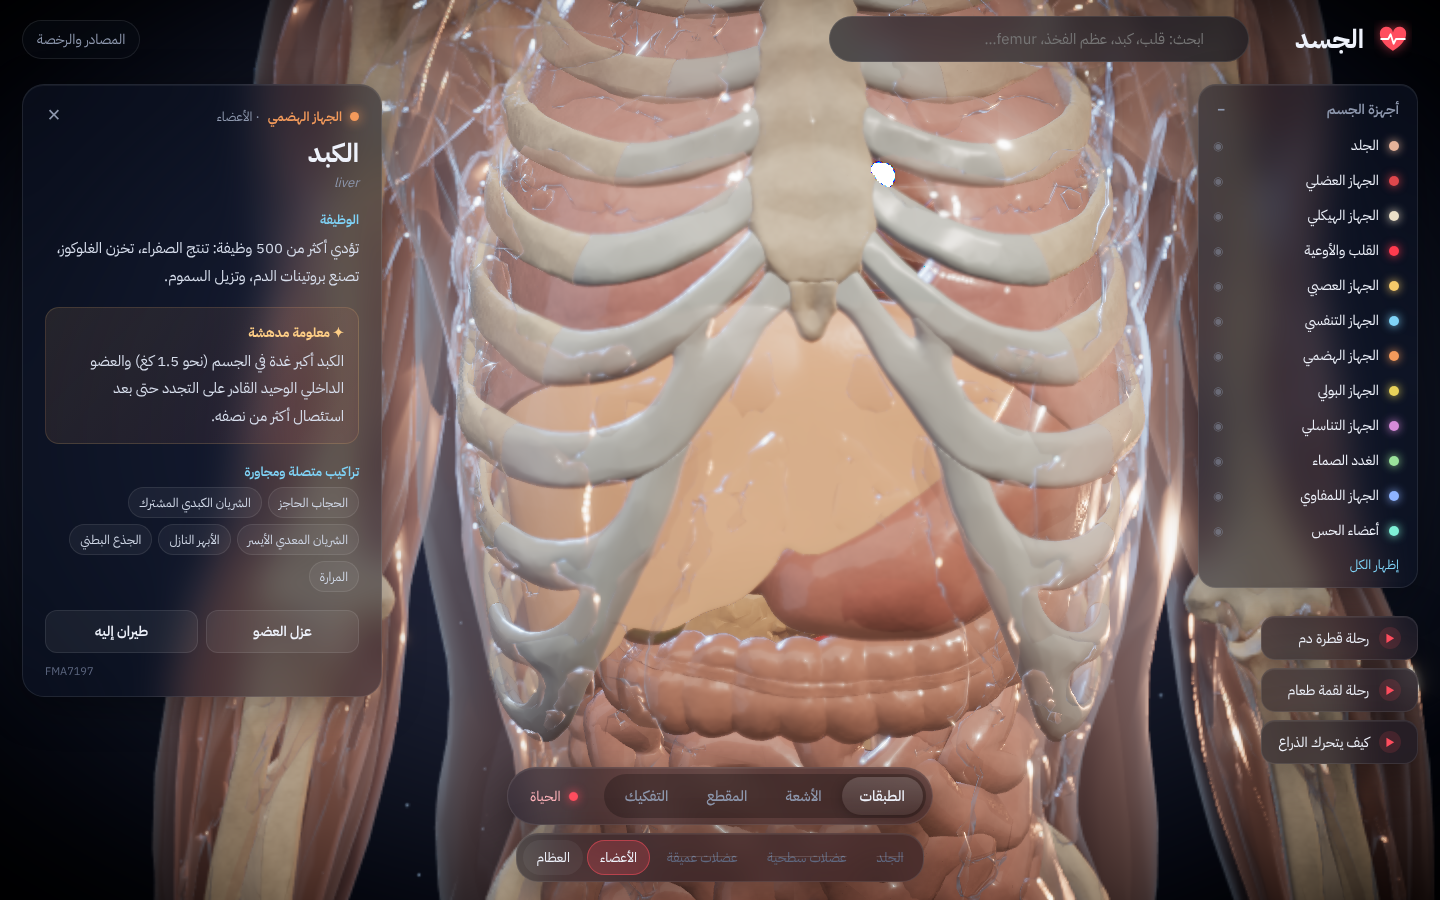 الجسد
ابحث: قلب، كبد، عظم الفخذ، femur...
المصادر والرخصة
أجهزة الجسم
–
الجلد
الجهاز العضلي
الجهاز الهيكلي
القلب والأوعية
الجهاز العصبي
الجهاز التنفسي
الجهاز الهضمي
الجهاز البولي
الجهاز التناسلي
الغدد الصماء
الجهاز اللمفاوي
أعضاء الحس
إظهار الكل
رحلة قطرة دم
رحلة لقمة طعام
كيف يتحرك الذراع
الجهاز الهضمي · الأعضاء
✕
الكبد
liver
الوظيفة
تؤدي أكثر من 500 وظيفة: تنتج الصفراء، تخزن الغلوكوز،
تصنع بروتينات الدم، وتزيل السموم.
✦ معلومة مدهشة
الكبد أكبر غدة في الجسم (نحو 1.5 كغ) والعضو
الداخلي الوحيد القادر على التجدد حتى بعد
استئصال أكثر من نصفه.
تراكيب متصلة ومجاورة
الحجاب الحاجز الشريان الكبدي المشترك
الشريان المعدي الأيسر الأبهر النازل الجذع البطني
المرارة
عزل العضو طيران إليه
FMA7197
الطبقات الأشعة المقطع التفكيك الحياة
الجلد عضلات سطحية عضلات عميقة الأعضاء العظام